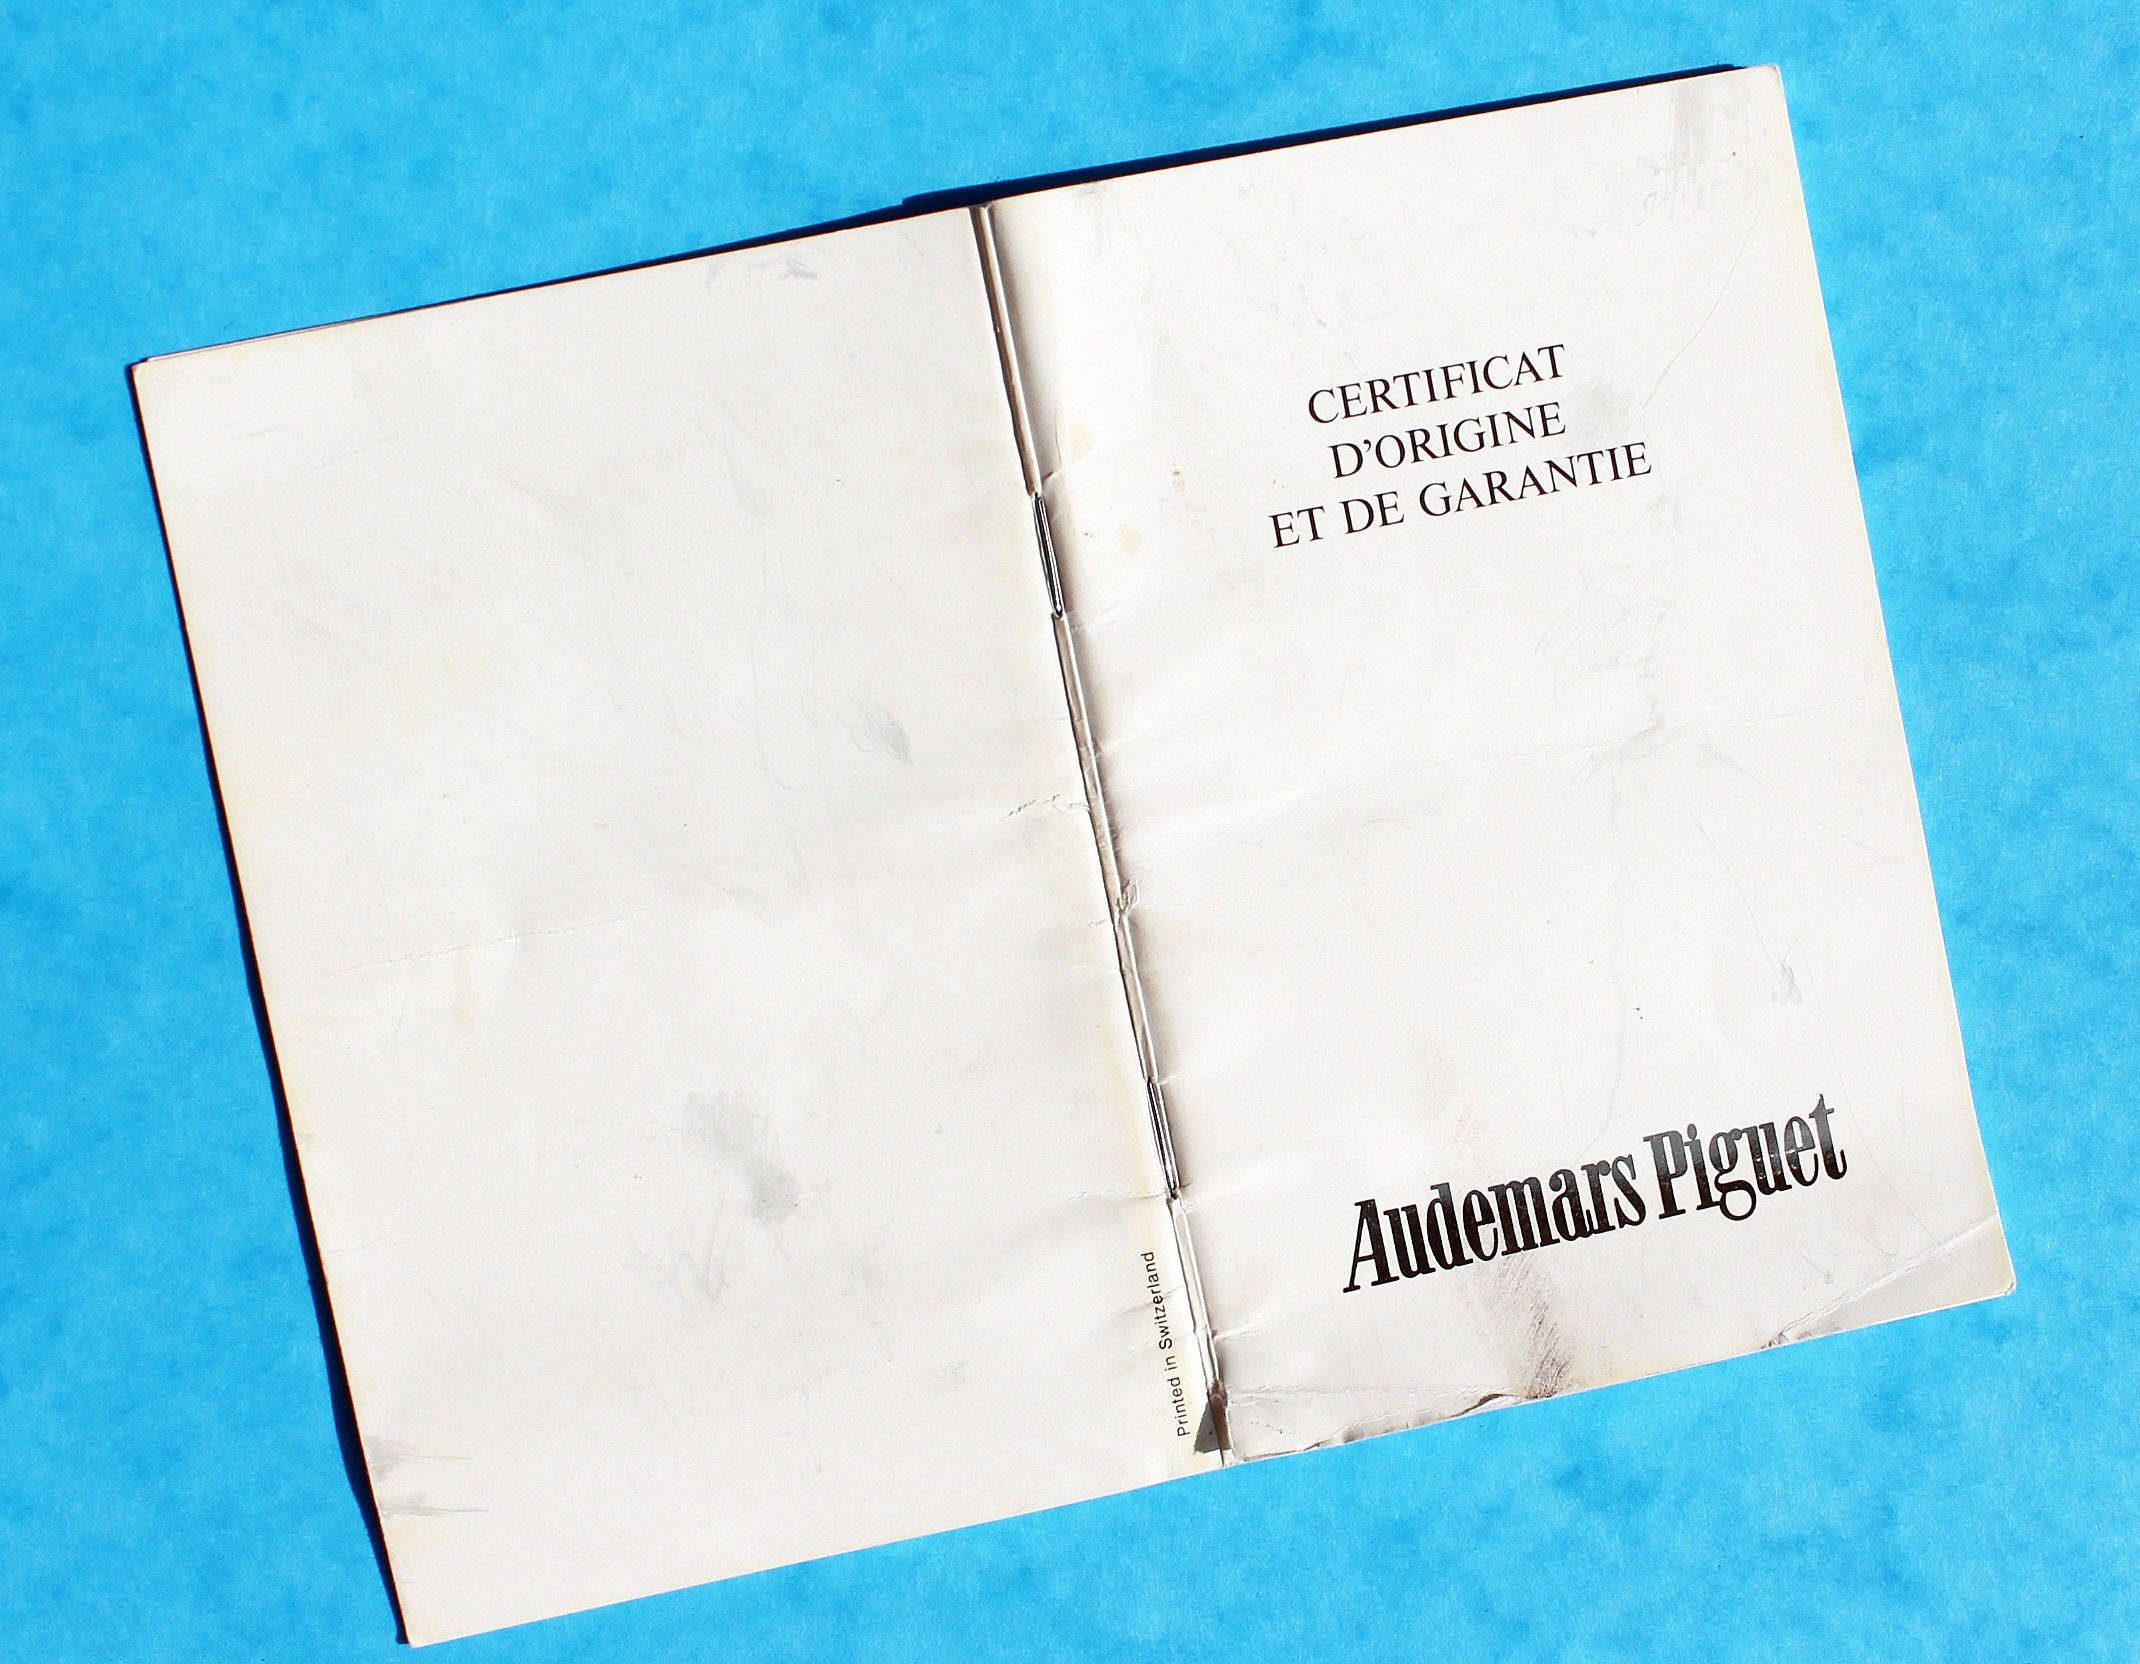 CERTIFICAT
D'ORIGINE
ET DE GARANTIE
Audemars Piguet
Printed in Switzerland